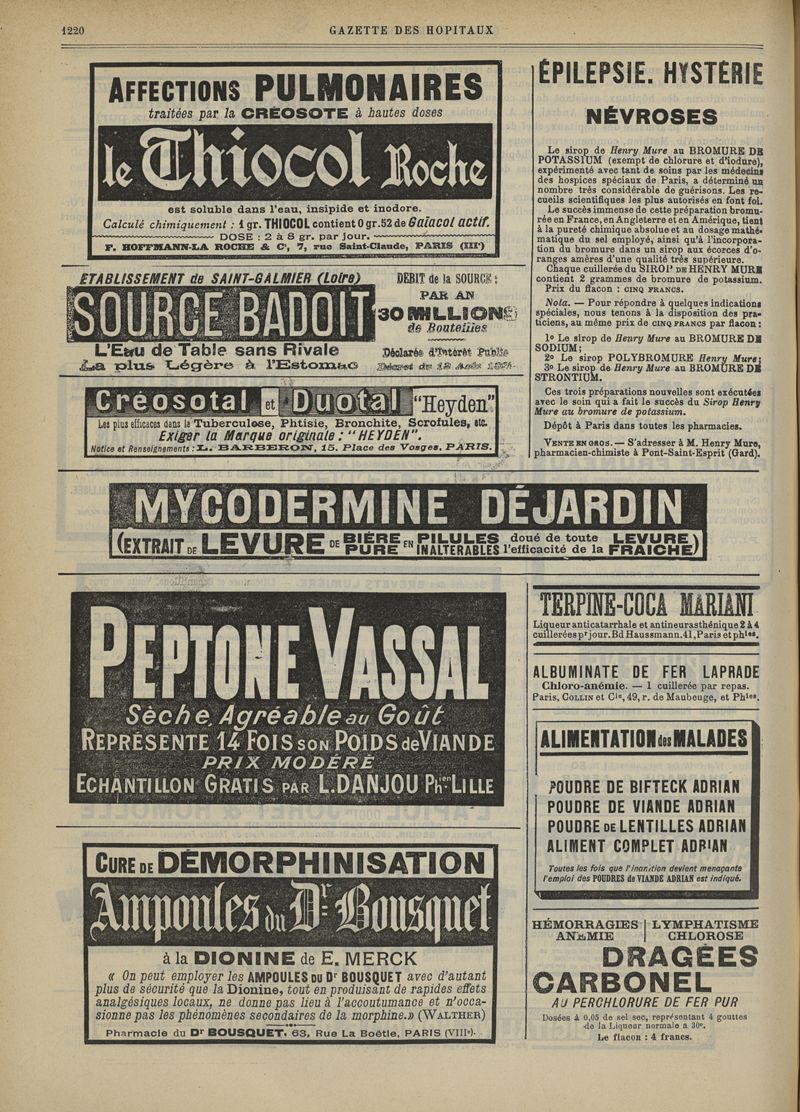 1220
GAZETTE DES HOPITAUX
AFFECTIONS PULMONAIRES
traitées par la CRÉOSOTE à hautes doses
le Thiocol Roche
est soluble dans l'eau, insipide et inodore.
Calculé chimiquement : 1 gr. THIOCOL contient 0 gr. 52 de Gaïacol actif.
DOSE : 2 à 8 gr. par jour.
F. HOFFMANN-LA ROCHE & Cº, 7, rue Saint-Claude, PARIS (IIIe)
ETABLISSEMENT de SAINT-GALMIER (Loire)
SOURCE BADOIT
L'Eau de Table sans Rivale
La plus Légère à l'Estomac
DÉBIT de la SOURCE :
PAR AN
30 MILLIONS
de Bouteilles
Déclarée d'Intérêt Public
Décret du 12 Août
Créosotal et Duotal "Heyden"
Les plus efficaces dans la Tuberculose, Phtisie, Bronchite, Scrofules, etc.
Exiger la Marque originale : "HEYDEN".
Notice et Renseignements : L. BARBERON, 15, Place des Vosges, PARIS.
ÉPILEPSIE. HYSTÉRIE
NÉVROSES
Le sirop de Henry Mure au BROMURE DE
POTASSIUM (exempt de chlorure et d'iodure),
expérimenté avec tant de soins par les médecins
des hospices spéciaux de Paris, a déterminé un
nombre très considérable de guérisons. Les re-
cueils scientifiques les plus autorisés en font foi.
Le succès immense de cette préparation bromu-
rée en France, en Angleterre et en Amérique, tient
à la pureté chimique absolue et au dosage mathé-
matique du sel employé, ainsi qu'à l'incorpora-
tion du bromure dans un sirop aux écorces d'o-
ranges amères d'une qualité très supérieure.
Chaque cuillerée du SIROP DE HENRY MURE
contient 2 grammes de bromure de potassium.
Prix du flacon : CINQ FRANCS.
Nota. — Pour répondre à quelques indications
spéciales, nous tenons à la disposition des pra-
ticiens, au même prix de CINQ FRANCS par flacon :
1º Le sirop Henry Mure au BROMURE DE
SODIUM;
2º Le sirop POLYBROMURE Henry Mure;
3º Le sirop Henry Mure au BROMURE DE
STRONTIUM.
Ces trois préparations nouvelles sont exécutées
avec le soin qui a fait le succès du Sirop Henry
Mure au bromure de potassium.
Dépôt à Paris dans toutes les pharmacies.
VENTE EN GROS. — S'adresser à M. Henry Mure,
pharmacien-chimiste à Pont-Saint-Esprit (Gard).
MYCODERMINE DÉJARDIN
(EXTRAIT DE LEVURE DE BIÈRE PURE EN PILULES INALTÉRABLES doué de toute l'efficacité de la LEVURE FRAICHE)
PEPTONE VASSAL
Sèche, Agréable au Goût
REPRÉSENTE 14 FOIS SON POIDS de VIANDE
PRIX MODÉRÉ
ECHANTILLON GRATIS PAR L. DANJOU Phien LILLE
CURE DE DÉMORPHINISATION
Ampoules du Dr Bousquet
à la DIONINE de E. MERCK
« On peut employer les AMPOULES DU Dr BOUSQUET avec d'autant
plus de sécurité que la Dionine, tout en produisant de rapides effets
analgésiques locaux, ne donne pas lieu à l'accoutumance et n'occa-
sionne pas les phénomènes secondaires de la morphine.» (WALTHER)
Pharmacie du Dr BOUSQUET, 63, Rue La Boëtie, PARIS (VIIIe).
TERPINE-COCA MARIANI
Liqueur anticatarrhale et antineurasthénique 2 à 4
cuillerées pr jour. Bd Haussmann, 41, Paris et phies.
ALBUMINATE DE FER LAPRADE
Chloro-anémie. — 1 cuillerée par repas.
Paris, COLLIN et Cie, 49, r. de Maubeuge, et Phies.
ALIMENTATION des MALADES
POUDRE DE BIFTECK ADRIAN
POUDRE DE VIANDE ADRIAN
POUDRE DE LENTILLES ADRIAN
ALIMENT COMPLET ADRIAN
Toutes les fois que l'inanition devient menaçante
l'emploi des POUDRES de VIANDE ADRIAN est indiqué.
HÉMORRAGIES | LYMPHATISME
ANÉMIE | CHLOROSE
DRAGÉES
CARBONEL
AU PERCHLORURE DE FER PUR
Dosées à 0,05 de sel sec, représentant 4 gouttes
de la Liqueur normale a 30º.
Le flacon : 4 francs.